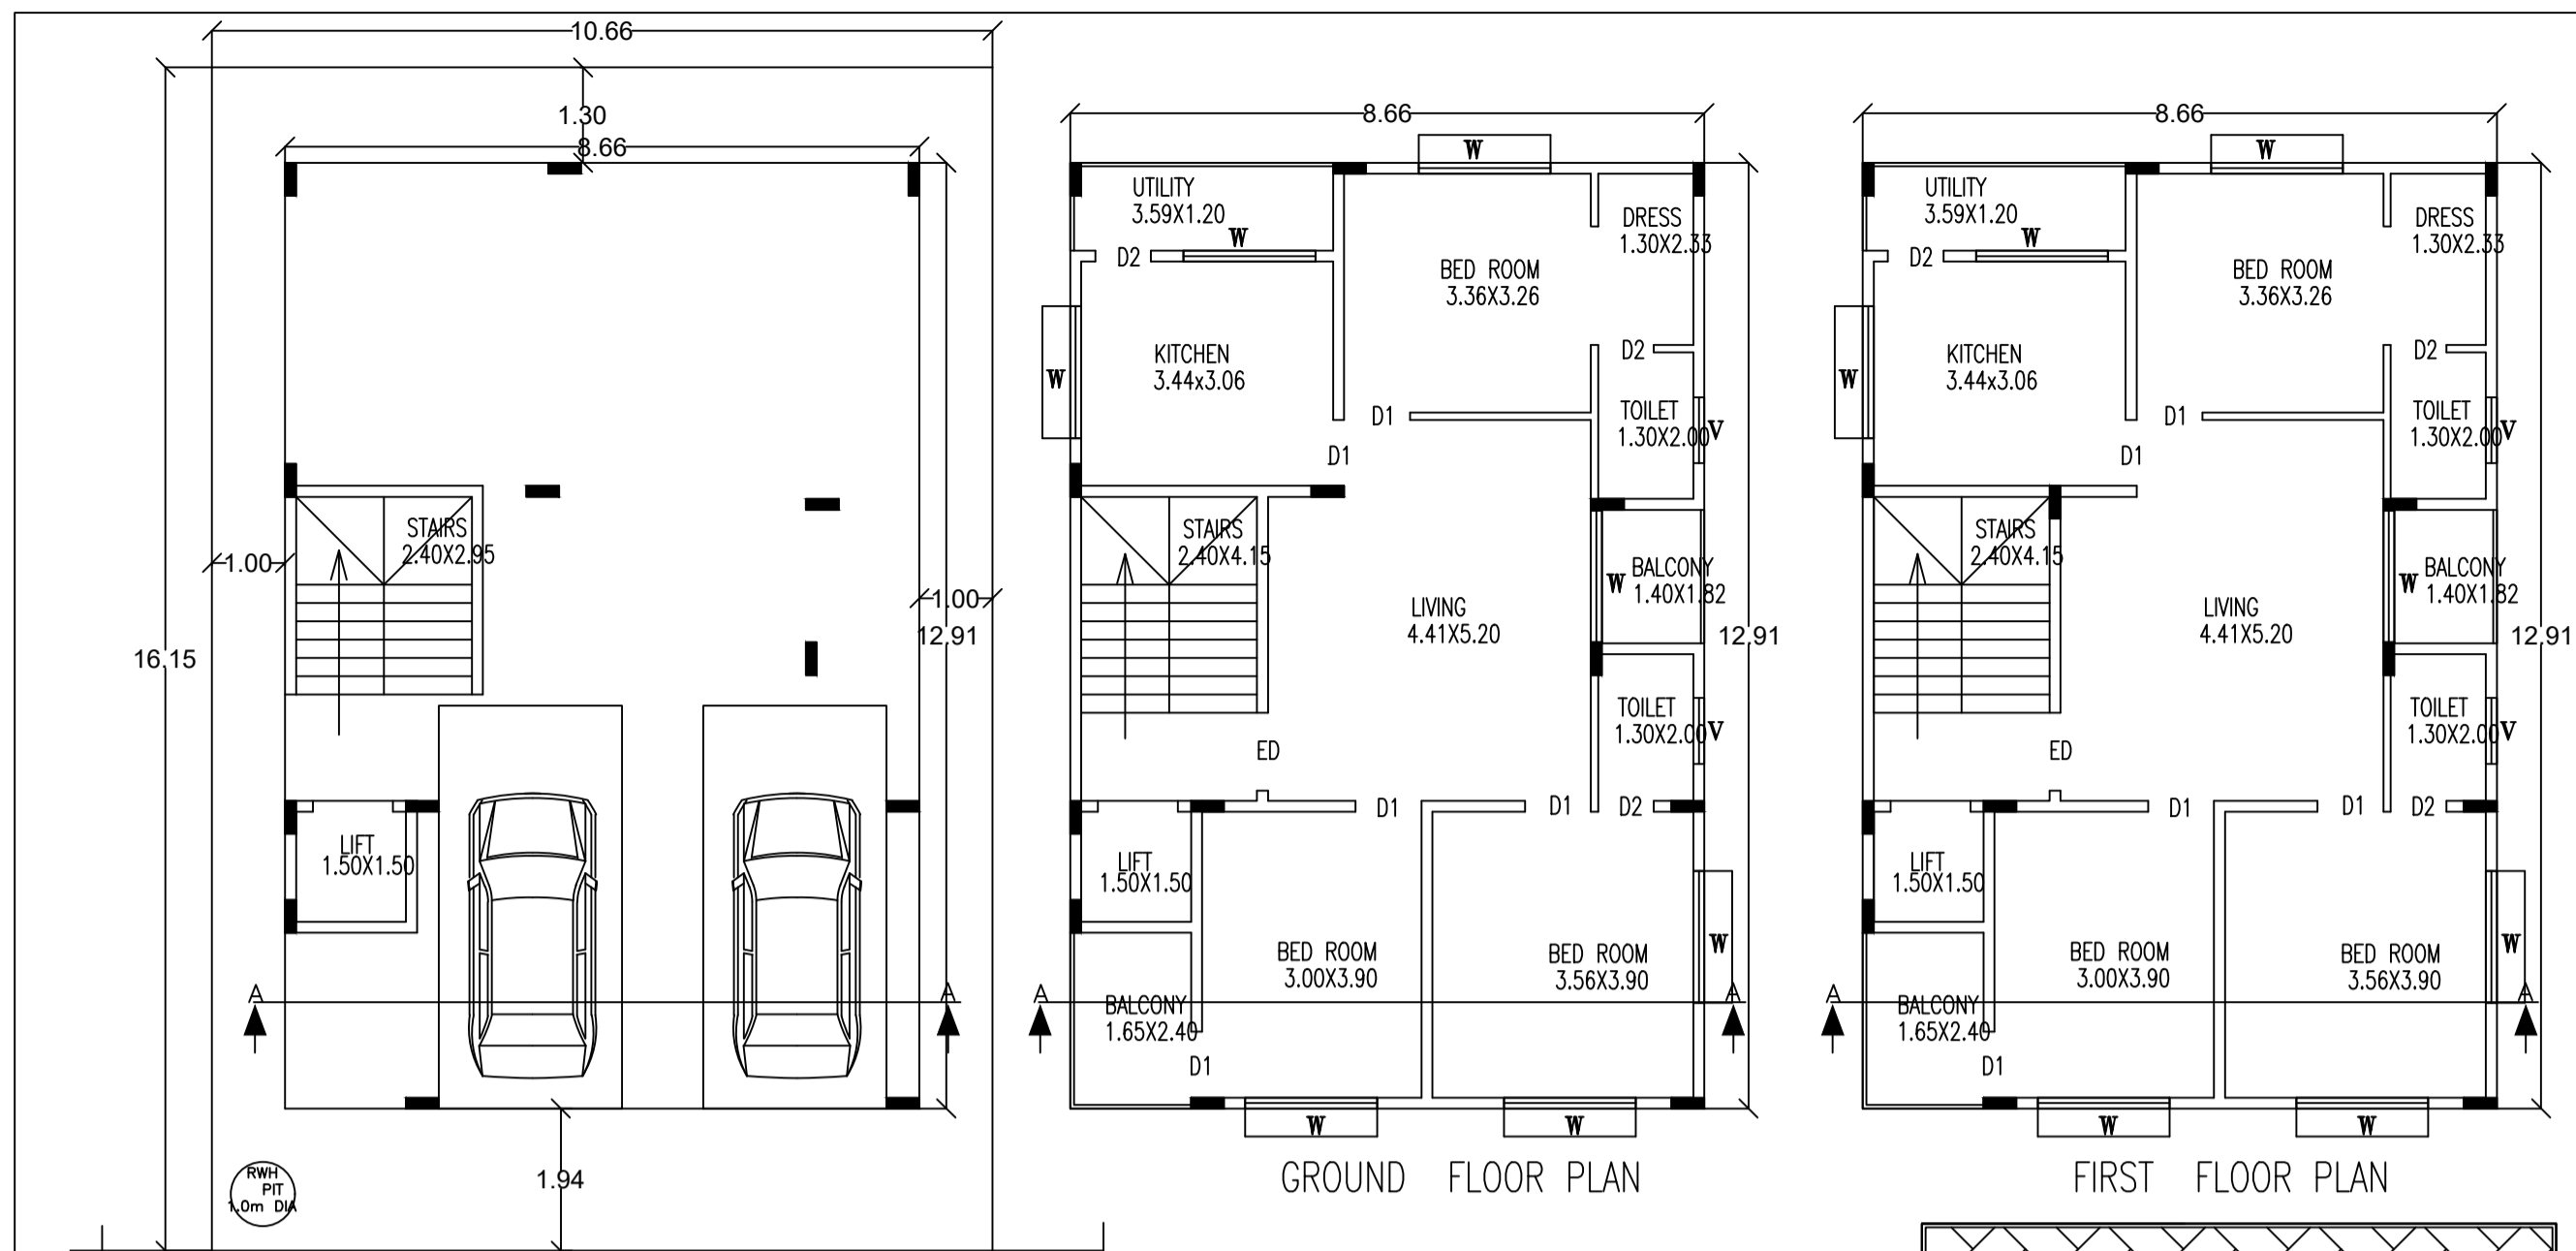 10.66
1.30
8.66
STAIRS
2.40X2.95
1.00
1.00
12.91
16.15
LIFT
1.50X1.50
A
A
1.94
RWH
PIT
1.0m DIA
8.66
W
UTILITY
3.59X1.20
DRESS
1.30X2.33
W
D2
BED ROOM
3.36X3.26
D2
KITCHEN
3.44x3.06
W
TOILET
1.30X2.00
V
D1
D1
STAIRS
2.40X4.15
BALCONY
1.40X1.82
W
LIVING
4.41X5.20
12.91
TOILET
1.30X2.00
V
ED
D1
D1
D2
LIFT
1.50X1.50
W
BED ROOM
3.00X3.90
BED ROOM
3.56X3.90
A
A
BALCONY
1.65X2.40
D1
W
W
GROUND FLOOR PLAN
8.66
W
UTILITY
3.59X1.20
DRESS
1.30X2.33
W
D2
BED ROOM
3.36X3.26
D2
KITCHEN
3.44x3.06
W
TOILET
1.30X2.00
V
D1
D1
STAIRS
2.40X4.15
BALCONY
1.40X1.82
W
LIVING
4.41X5.20
12.91
TOILET
1.30X2.00
V
ED
D1
D1
D2
LIFT
1.50X1.50
W
BED ROOM
3.00X3.90
BED ROOM
3.56X3.90
A
A
BALCONY
1.65X2.40
D1
W
W
FIRST FLOOR PLAN